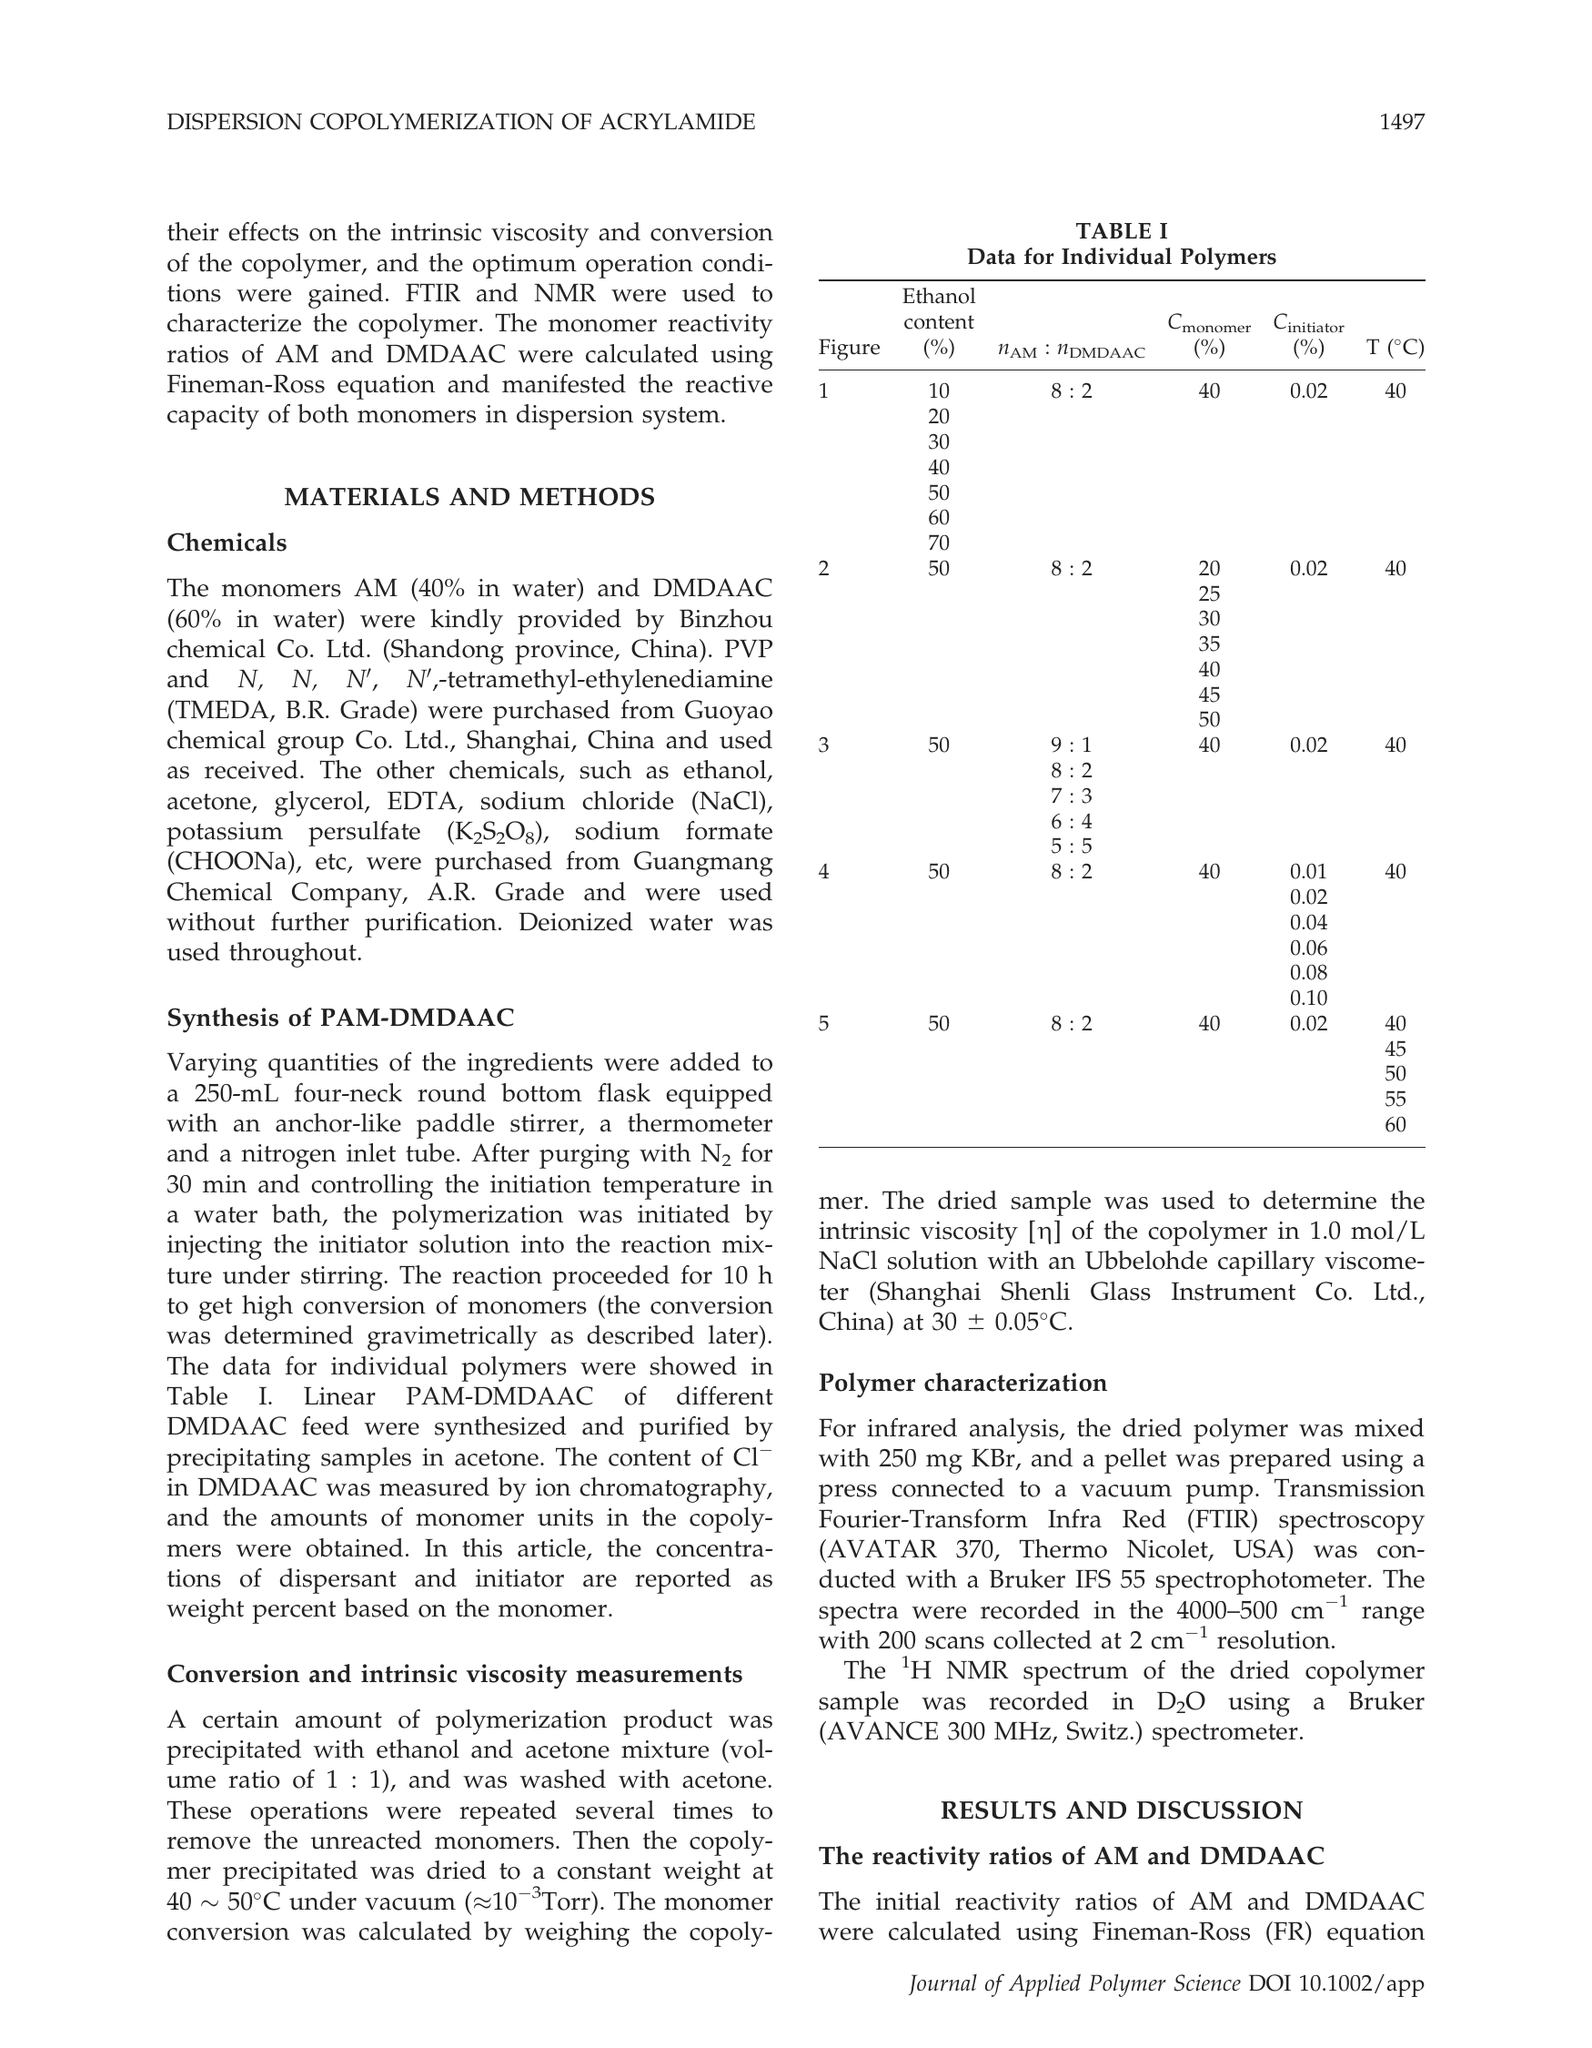 DISPERSION COPOLYMERIZATION OF ACRYLAMIDE 1497
their effects on the intrinsic viscosity and conversion
of the copolymer, and the optimum operation condi-
tions were gained. FTIR and NMR were used to
characterize the copolymer. The monomer reactivity
ratios of AM and DMDAAC were calculated using
Fineman-Ross equation and manifested the reactive
capacity of both monomers in dispersion system.
MATERIALS AND METHODS
Chemicals
The monomers AM (40% in water) and DMDAAC
(60% in water) were kindly provided by Binzhou
chemical Co. Ltd. (Shandong province, China). PVP
and N, N, N′, N′,-tetramethyl-ethylenediamine
(TMEDA, B.R. Grade) were purchased from Guoyao
chemical group Co. Ltd., Shanghai, China and used
as received. The other chemicals, such as ethanol,
acetone, glycerol, EDTA, sodium chloride (NaCl),
potassium persulfate (K₂S₂O₈), sodium formate
(CHOONa), etc, were purchased from Guangmang
Chemical Company, A.R. Grade and were used
without further purification. Deionized water was
used throughout.
Synthesis of PAM-DMDAAC
Varying quantities of the ingredients were added to
a 250-mL four-neck round bottom flask equipped
with an anchor-like paddle stirrer, a thermometer
and a nitrogen inlet tube. After purging with N₂ for
30 min and controlling the initiation temperature in
a water bath, the polymerization was initiated by
injecting the initiator solution into the reaction mix-
ture under stirring. The reaction proceeded for 10 h
to get high conversion of monomers (the conversion
was determined gravimetrically as described later).
The data for individual polymers were showed in
Table I. Linear PAM-DMDAAC of different
DMDAAC feed were synthesized and purified by
precipitating samples in acetone. The content of Cl⁻
in DMDAAC was measured by ion chromatography,
and the amounts of monomer units in the copoly-
mers were obtained. In this article, the concentra-
tions of dispersant and initiator are reported as
weight percent based on the monomer.
Conversion and intrinsic viscosity measurements
A certain amount of polymerization product was
precipitated with ethanol and acetone mixture (vol-
ume ratio of 1 : 1), and was washed with acetone.
These operations were repeated several times to
remove the unreacted monomers. Then the copoly-
mer precipitated was dried to a constant weight at
40 ~ 50°C under vacuum (≈10⁻³Torr). The monomer
conversion was calculated by weighing the copoly-
TABLE I
Data for Individual Polymers
Ethanol
content C_monomer C_initiator
Figure (%) n_AM : n_DMDAAC (%) (%) T (°C)
1 10 8 : 2 40 0.02 40
20
30
40
50
60
70
2 50 8 : 2 20 0.02 40
25
30
35
40
45
50
3 50 9 : 1 40 0.02 40
8 : 2
7 : 3
6 : 4
5 : 5
4 50 8 : 2 40 0.01 40
0.02
0.04
0.06
0.08
0.10
5 50 8 : 2 40 0.02 40
45
50
55
60
mer. The dried sample was used to determine the
intrinsic viscosity [η] of the copolymer in 1.0 mol/L
NaCl solution with an Ubbelohde capillary viscome-
ter (Shanghai Shenli Glass Instrument Co. Ltd.,
China) at 30 ± 0.05°C.
Polymer characterization
For infrared analysis, the dried polymer was mixed
with 250 mg KBr, and a pellet was prepared using a
press connected to a vacuum pump. Transmission
Fourier-Transform Infra Red (FTIR) spectroscopy
(AVATAR 370, Thermo Nicolet, USA) was con-
ducted with a Bruker IFS 55 spectrophotometer. The
spectra were recorded in the 4000–500 cm⁻¹ range
with 200 scans collected at 2 cm⁻¹ resolution.
The ¹H NMR spectrum of the dried copolymer
sample was recorded in D₂O using a Bruker
(AVANCE 300 MHz, Switz.) spectrometer.
RESULTS AND DISCUSSION
The reactivity ratios of AM and DMDAAC
The initial reactivity ratios of AM and DMDAAC
were calculated using Fineman-Ross (FR) equation
Journal of Applied Polymer Science DOI 10.1002/app